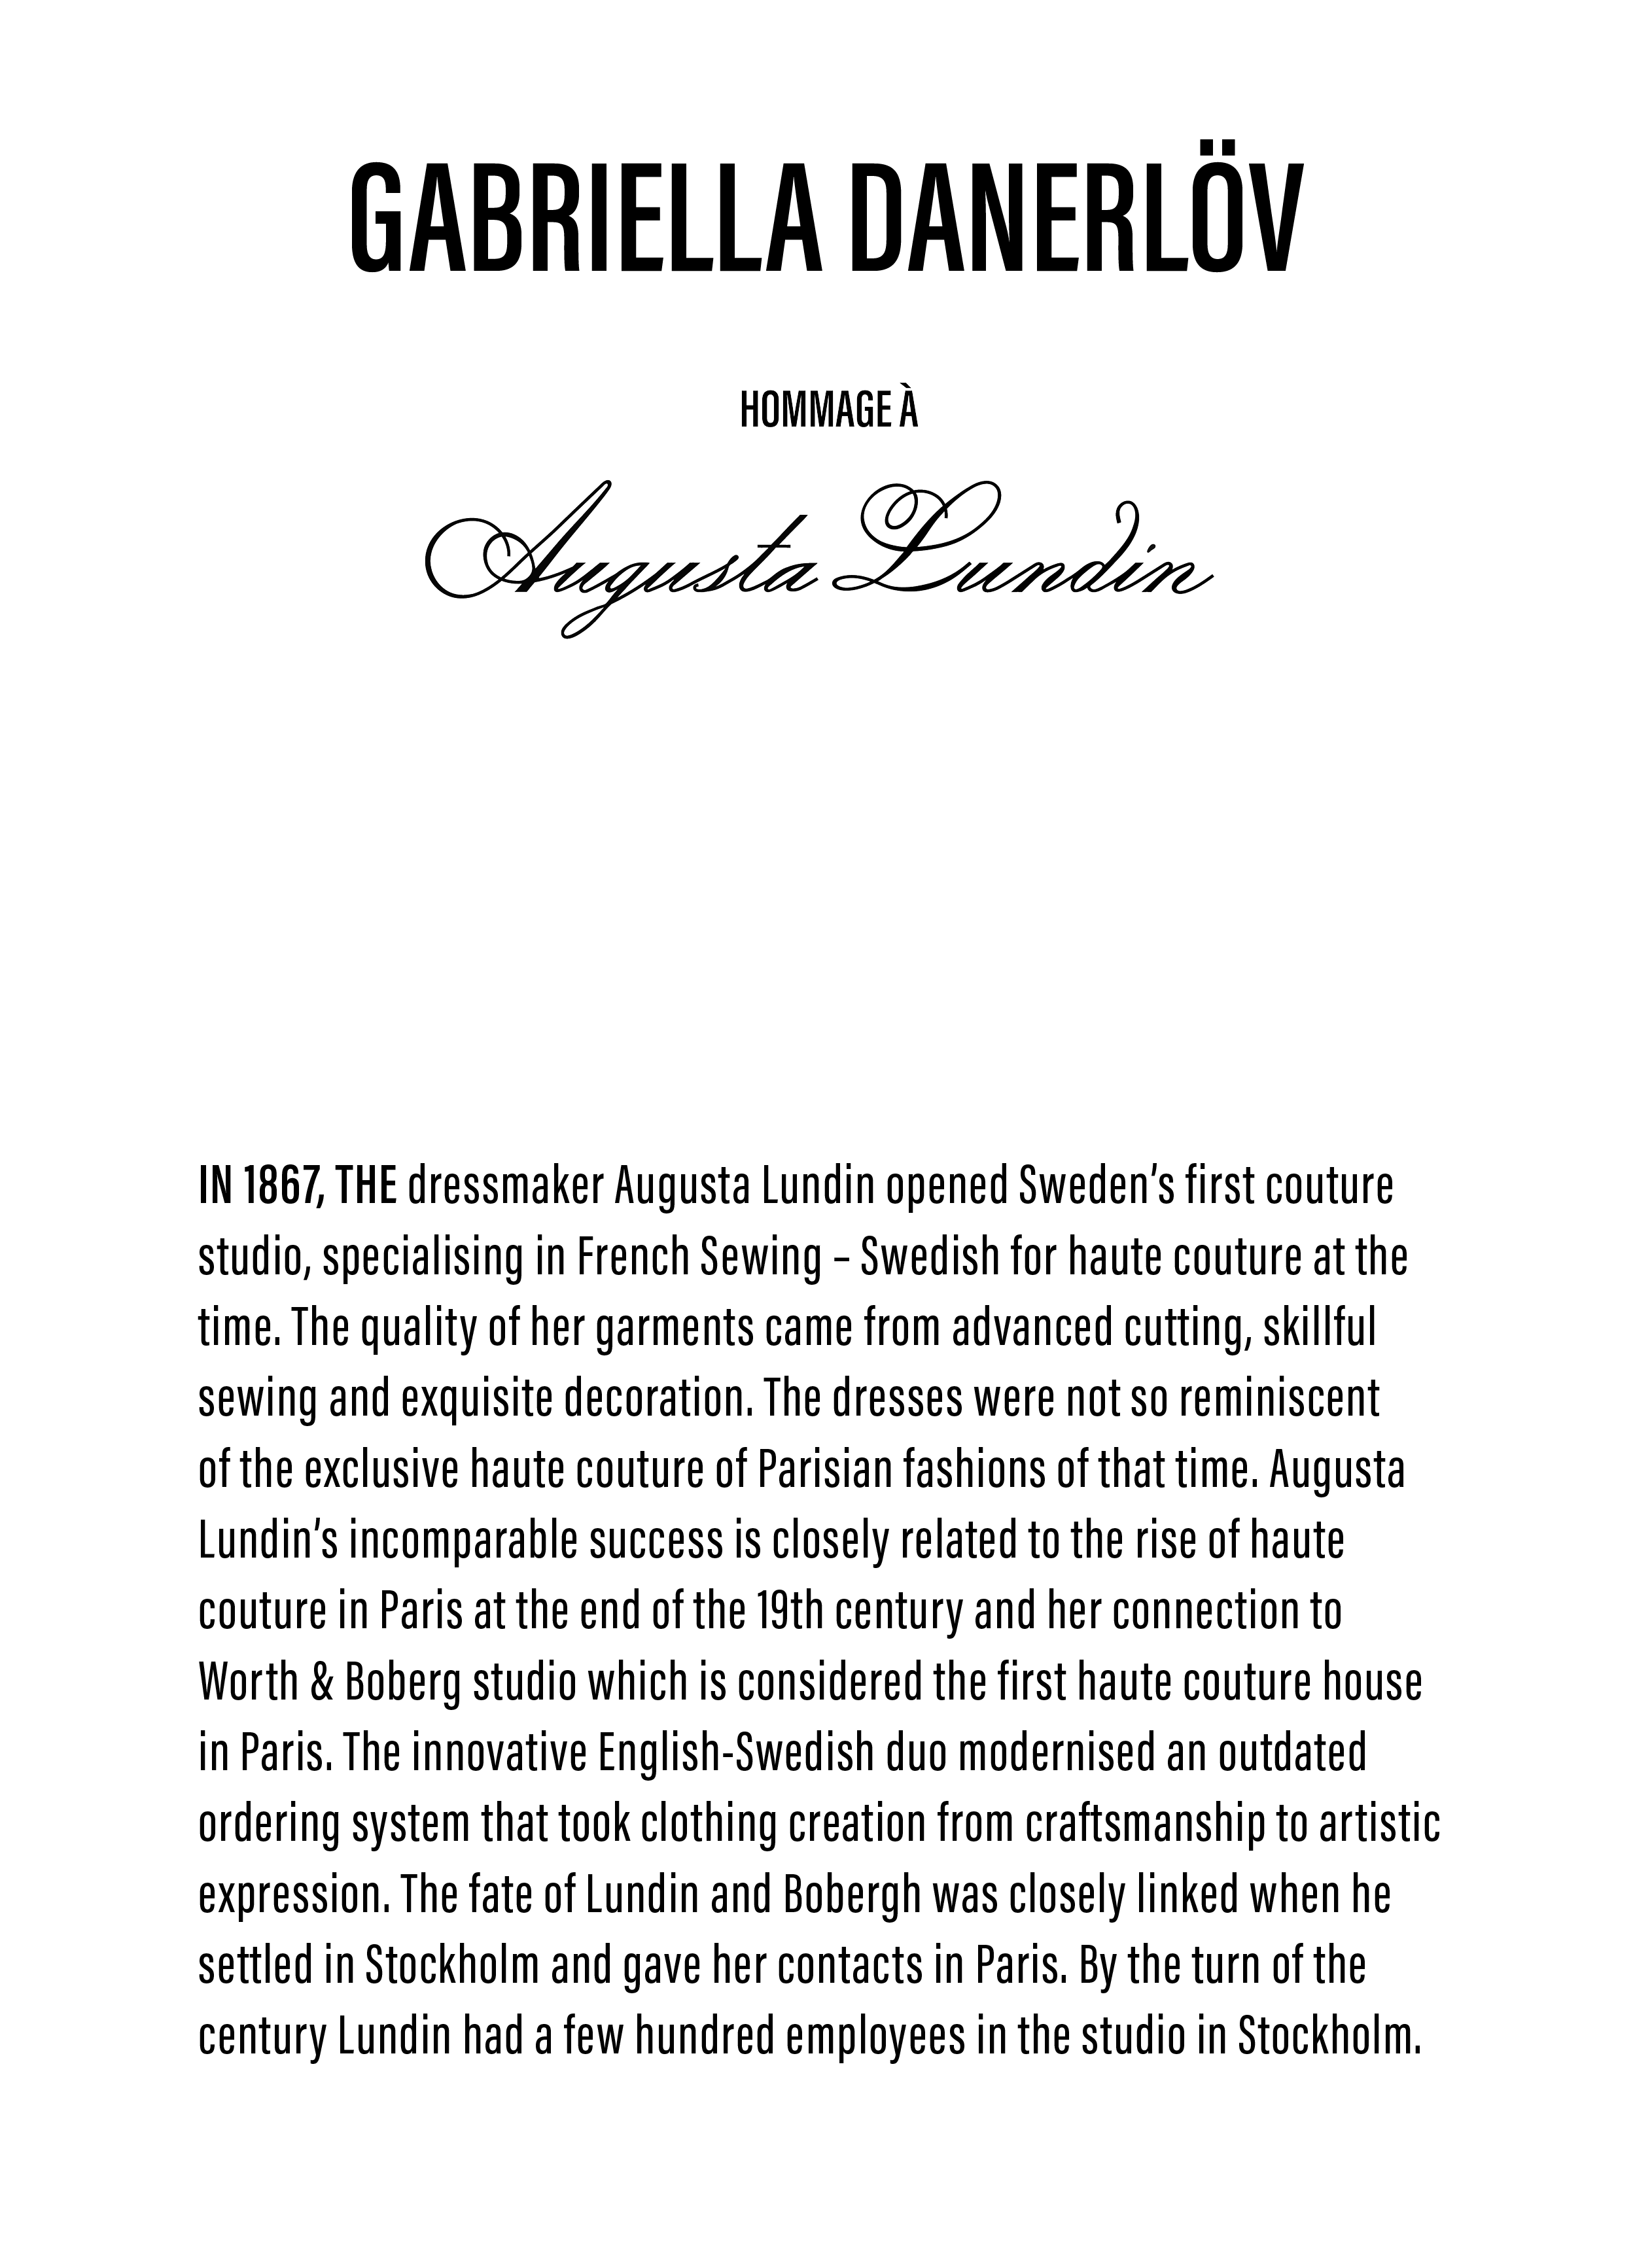 GABRIELLA DANERLÖV
HOMMAGE À
Augusta Lundin
IN 1867, THE dressmaker Augusta Lundin opened Sweden’s first couture
studio, specialising in French Sewing – Swedish for haute couture at the
time. The quality of her garments came from advanced cutting, skillful
sewing and exquisite decoration. The dresses were not so reminiscent
of the exclusive haute couture of Parisian fashions of that time. Augusta
Lundin’s incomparable success is closely related to the rise of haute
couture in Paris at the end of the 19th century and her connection to
Worth & Boberg studio which is considered the first haute couture house
in Paris. The innovative English-Swedish duo modernised an outdated
ordering system that took clothing creation from craftsmanship to artistic
expression. The fate of Lundin and Bobergh was closely linked when he
settled in Stockholm and gave her contacts in Paris. By the turn of the
century Lundin had a few hundred employees in the studio in Stockholm.